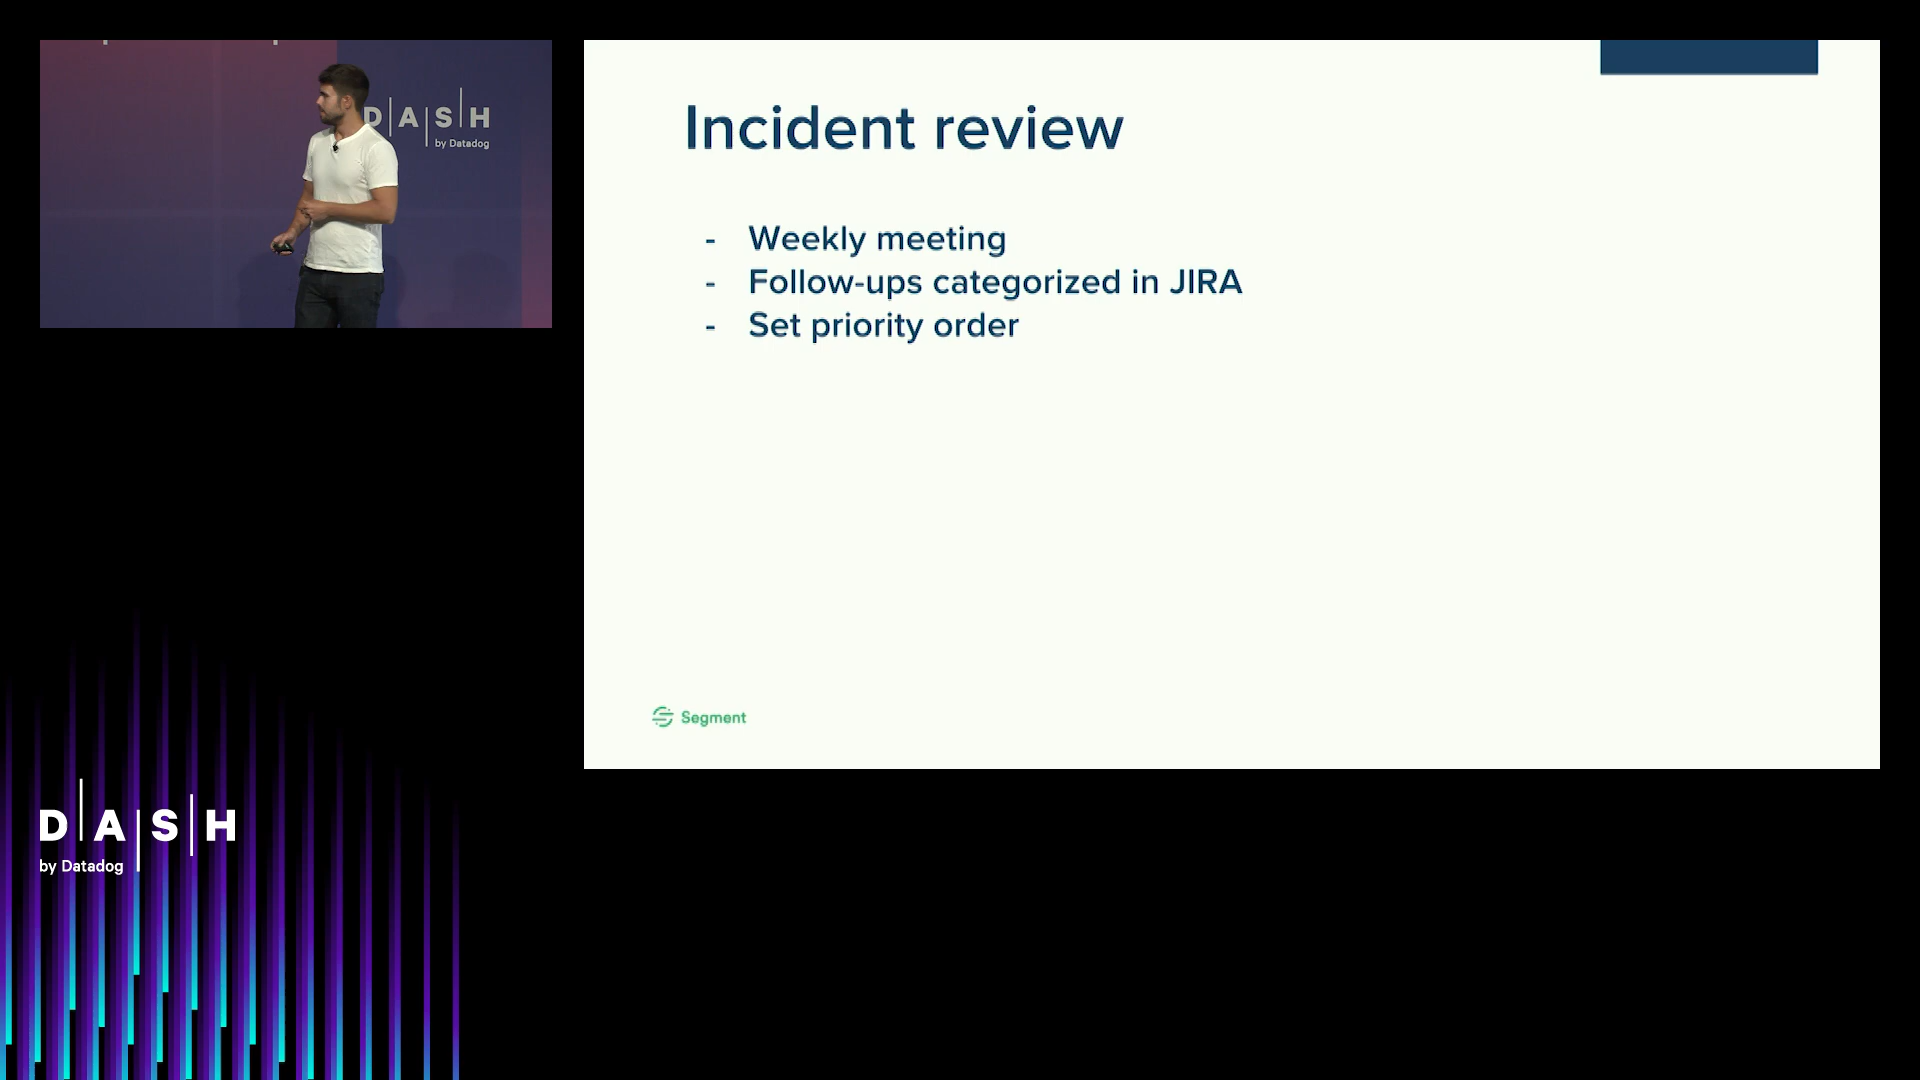 D A S H
by Datadog
Incident review
- Weekly meeting
- Follow-ups categorized in JIRA
- Set priority order
Segment
D A S H
by Datadog